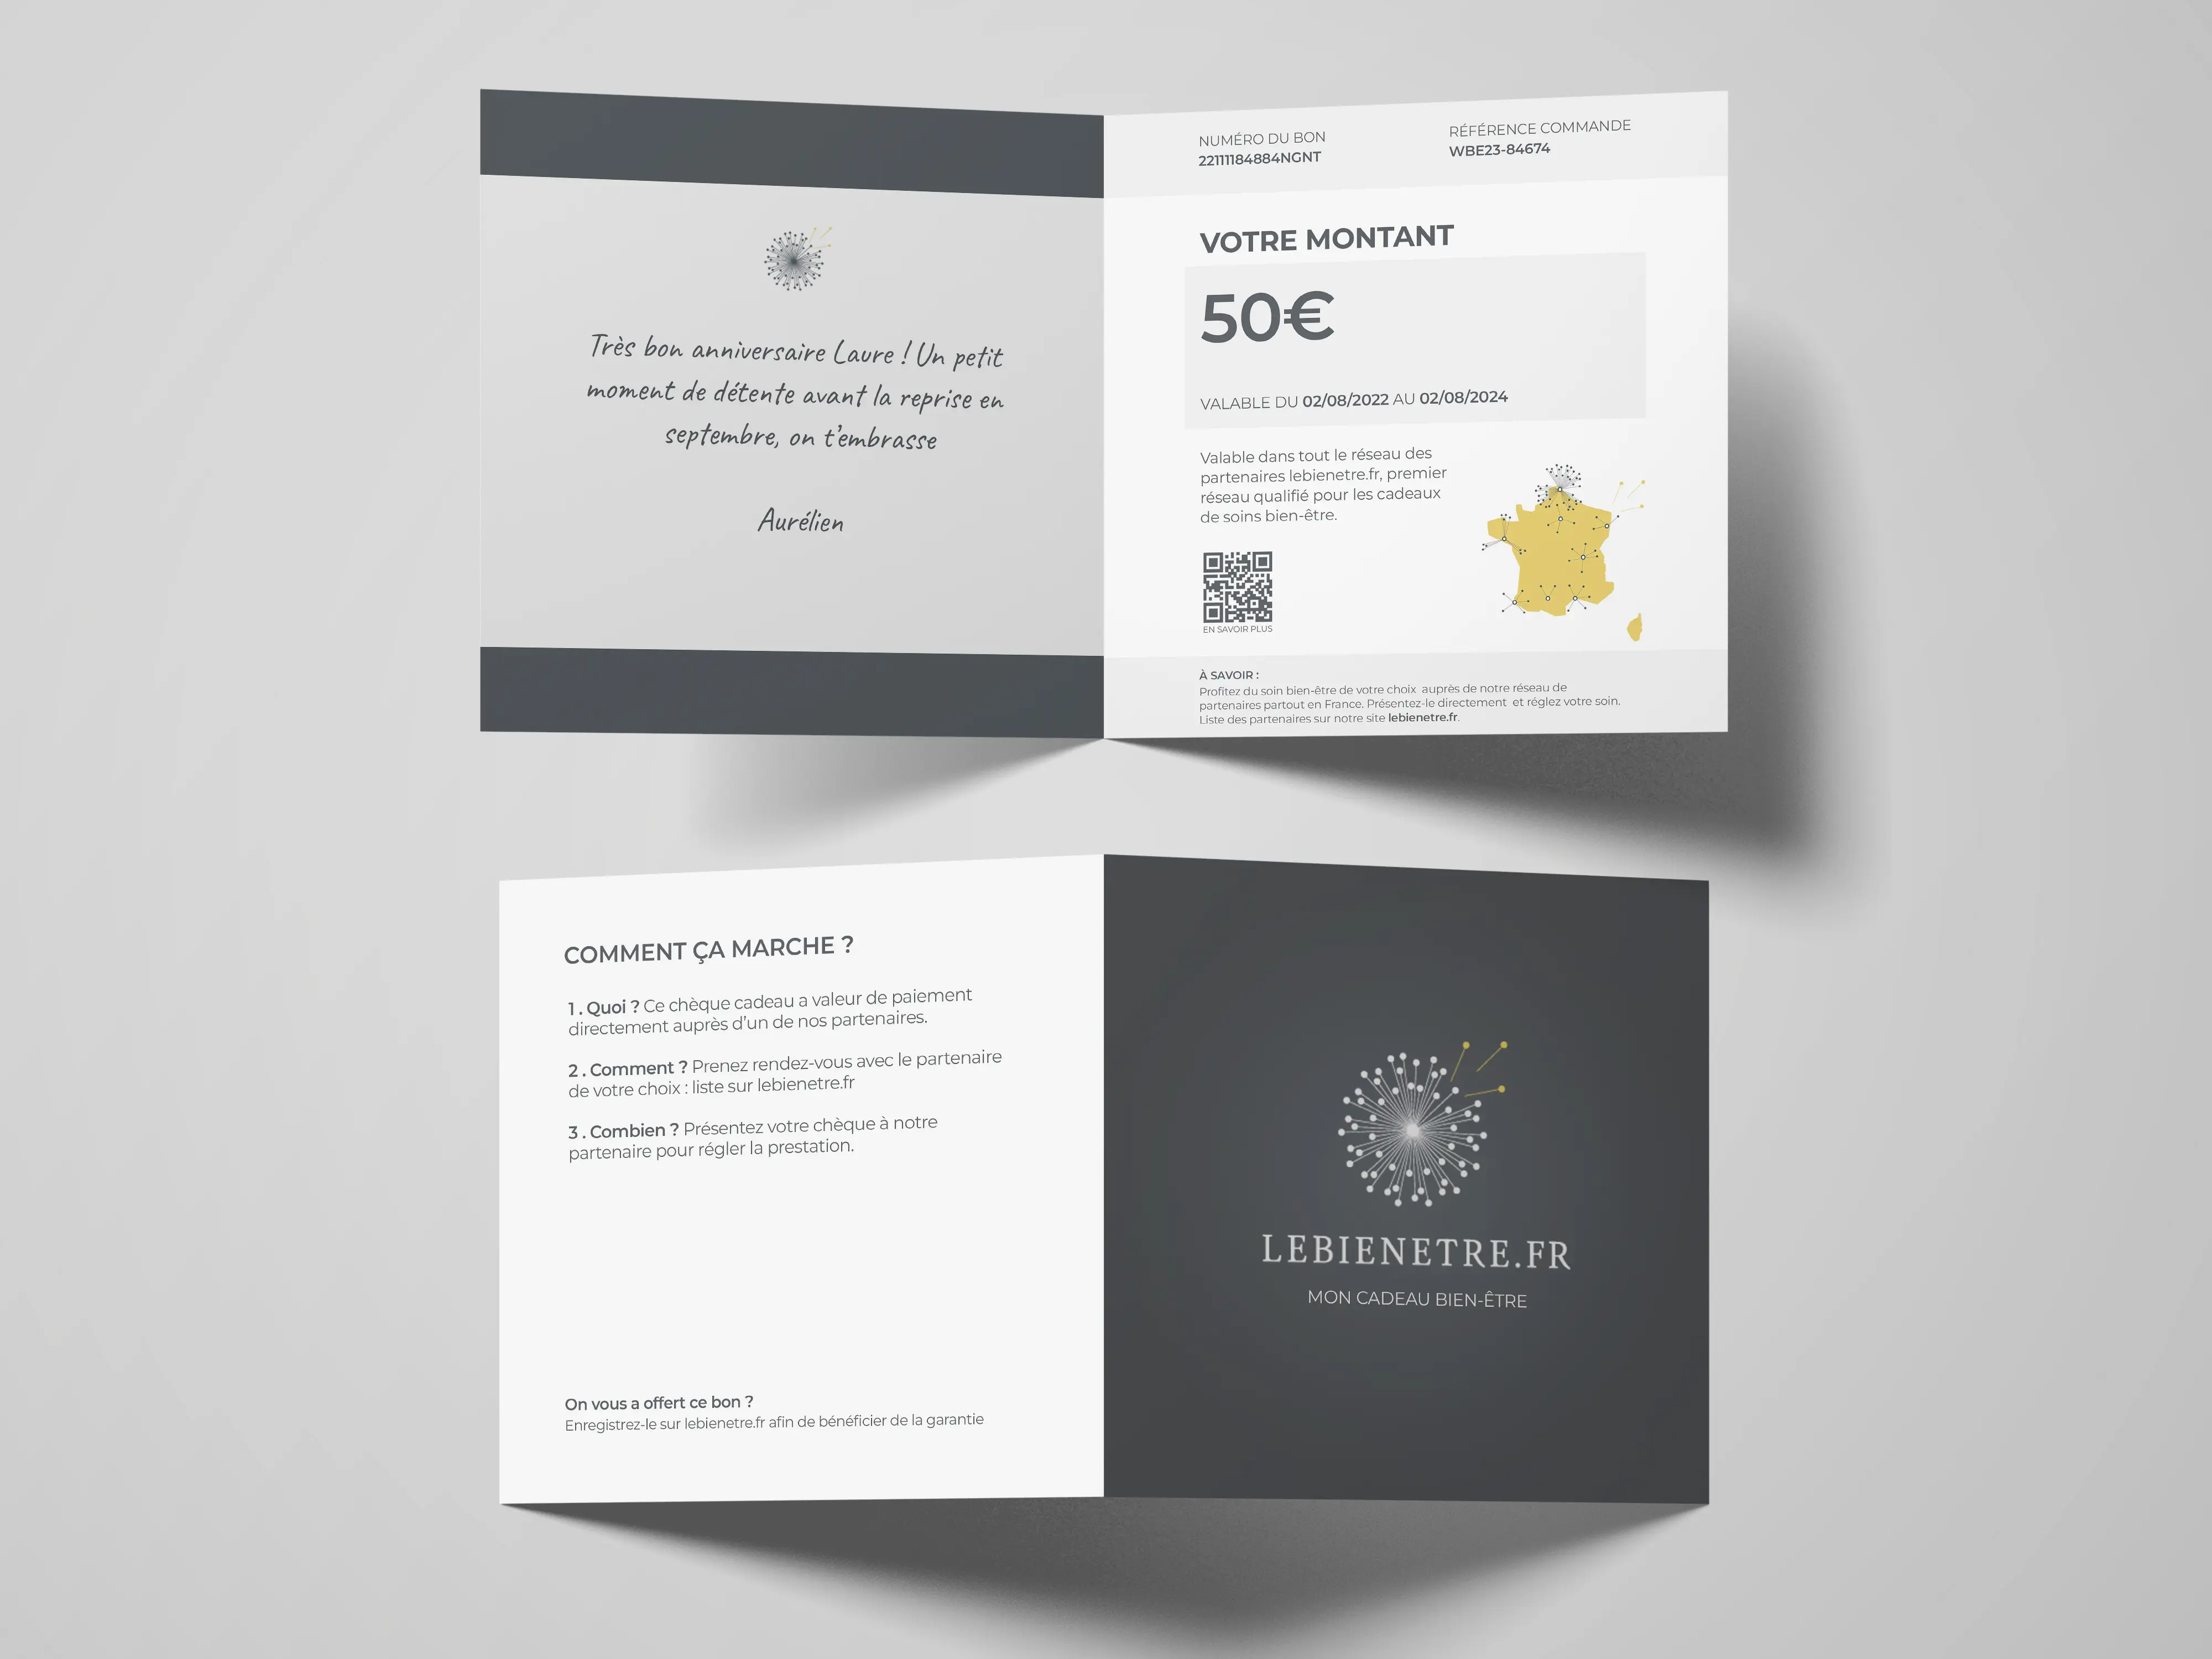 Très bon anniversaire Laure ! Un petit
moment de détente avant la reprise en
septembre, on t'embrasse
Aurélien
NUMÉRO DU BON
22111184884NGNT
RÉFÉRENCE COMMANDE
WBE23-84674
VOTRE MONTANT
50€
VALABLE DU 02/08/2022 AU 02/08/2024
Valable dans tout le réseau des
partenaires lebienetre.fr, premier
réseau qualifié pour les cadeaux
de soins bien-être.
EN SAVOIR PLUS
À SAVOIR :
Profitez du soin bien-être de votre choix auprès de notre réseau de
partenaires partout en France. Présentez-le directement et réglez votre soin.
Liste des partenaires sur notre site lebienetre.fr.
COMMENT ÇA MARCHE ?
1 . Quoi ? Ce chèque cadeau a valeur de paiement
directement auprès d'un de nos partenaires.
2 . Comment ? Prenez rendez-vous avec le partenaire
de votre choix : liste sur lebienetre.fr
3 . Combien ? Présentez votre chèque à notre
partenaire pour régler la prestation.
On vous a offert ce bon ?
Enregistrez-le sur lebienetre.fr afin de bénéficier de la garantie
LEBIENETRE.FR
MON CADEAU BIEN-ÊTRE